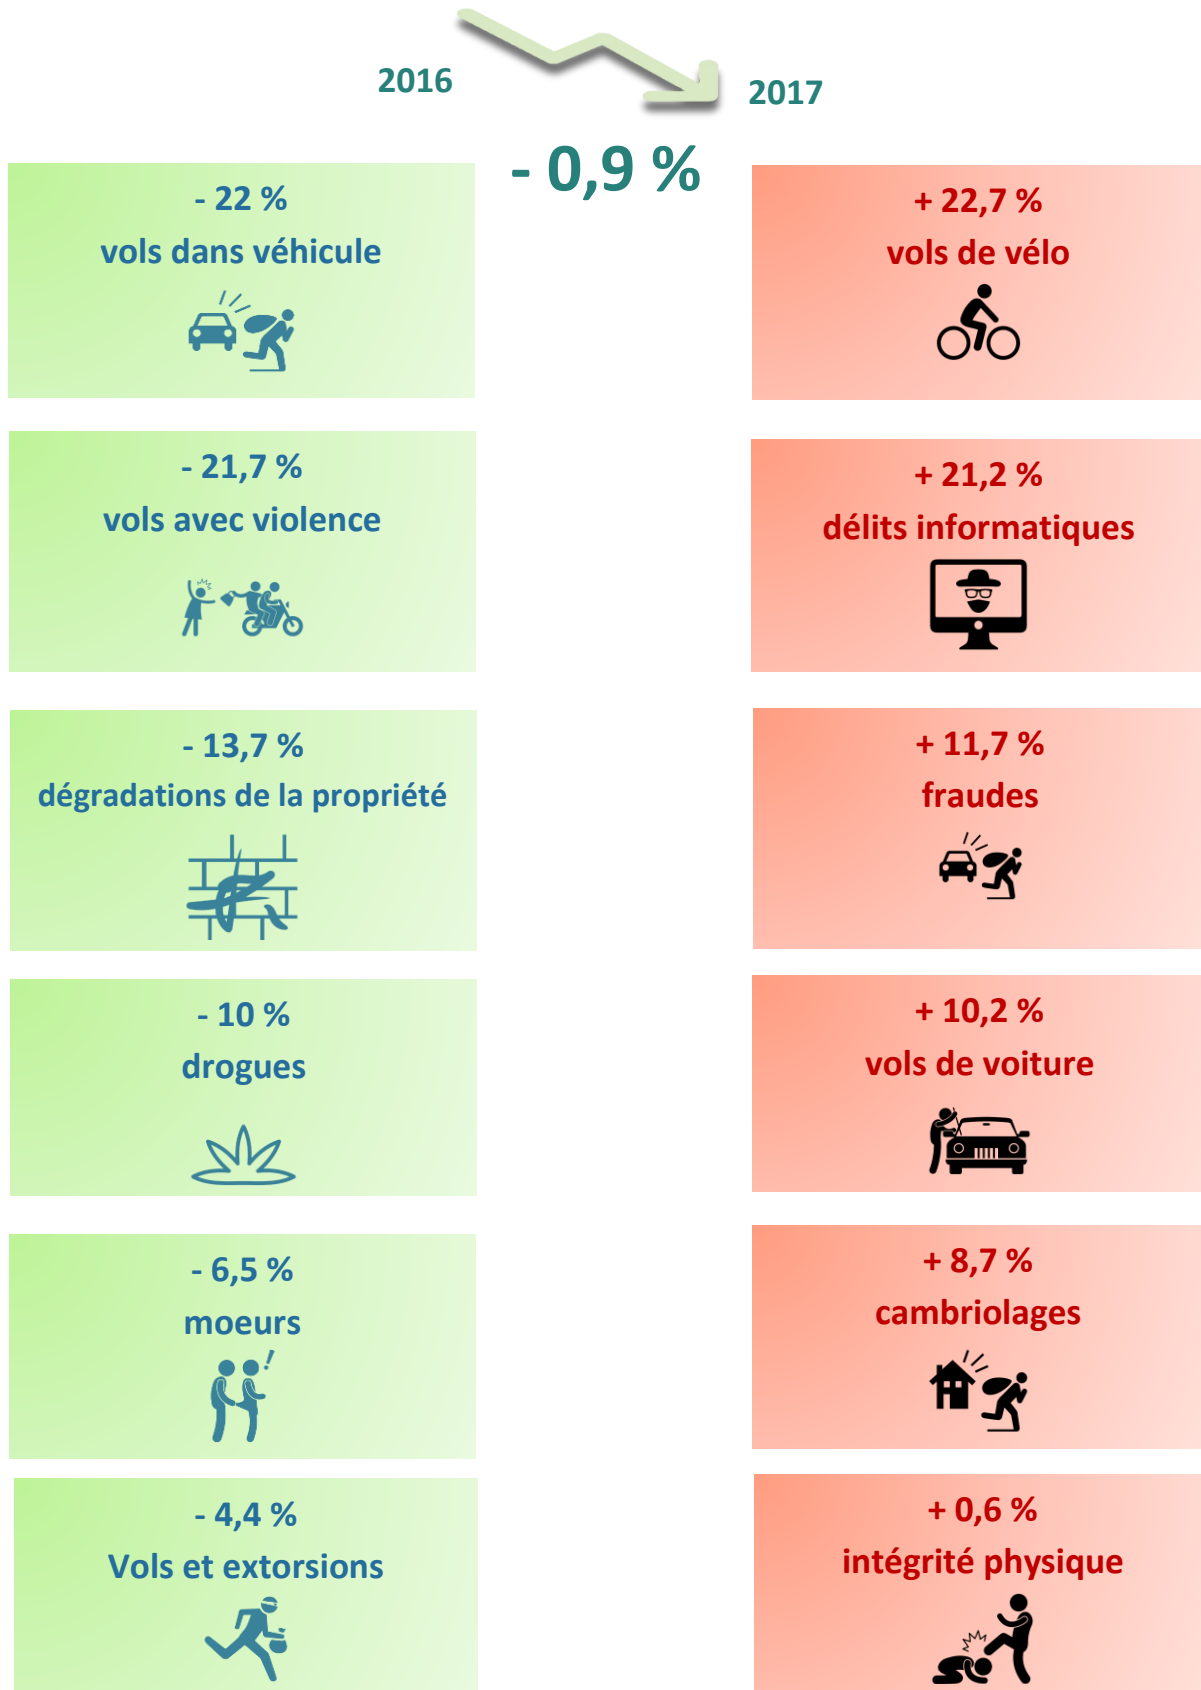 2016
2017
- 0,9 %
- 22 %
vols dans véhicule
+ 22,7 %
vols de vélo
- 21,7 %
vols avec violence
+ 21,2 %
délits informatiques
- 13,7 %
dégradations de la propriété
+ 11,7 %
fraudes
- 10 %
drogues
+ 10,2 %
vols de voiture
- 6,5 %
moeurs
+ 8,7 %
cambriolages
- 4,4 %
Vols et extorsions
+ 0,6 %
intégrité physique